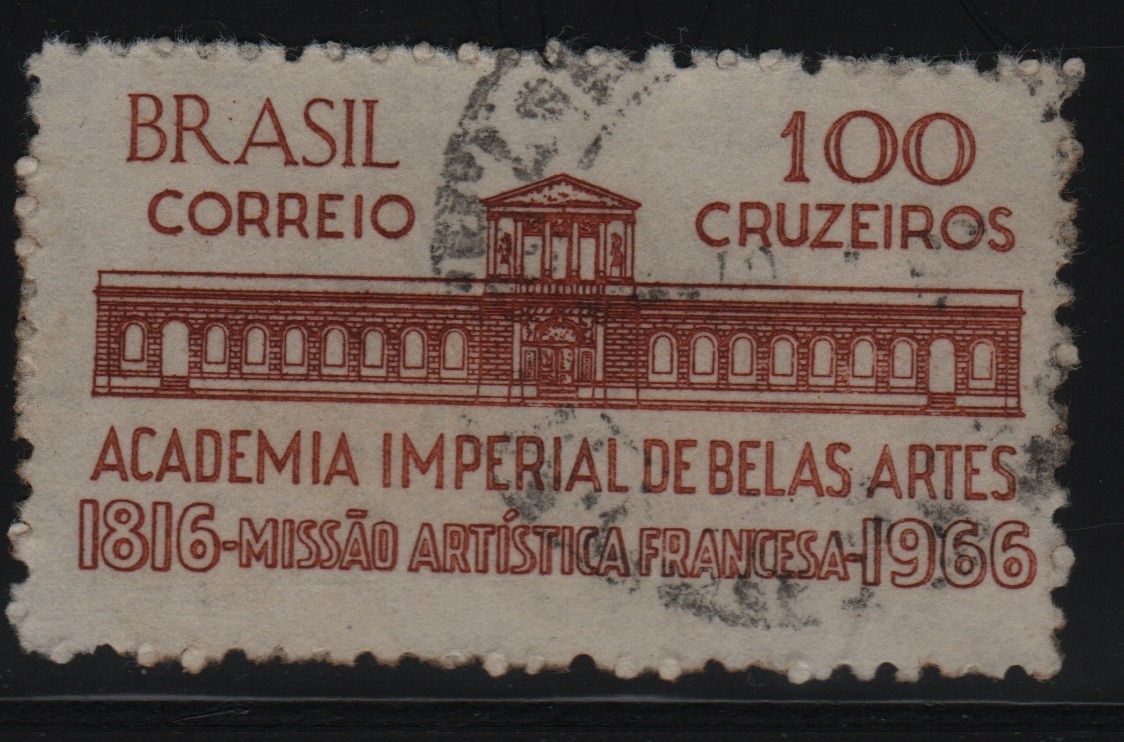 BRASIL
CORREIO
100
CRUZEIROS
ACADEMIA IMPERIAL DE BELAS ARTES
1816-MISSÃO ARTÍSTICA FRANCESA-1966